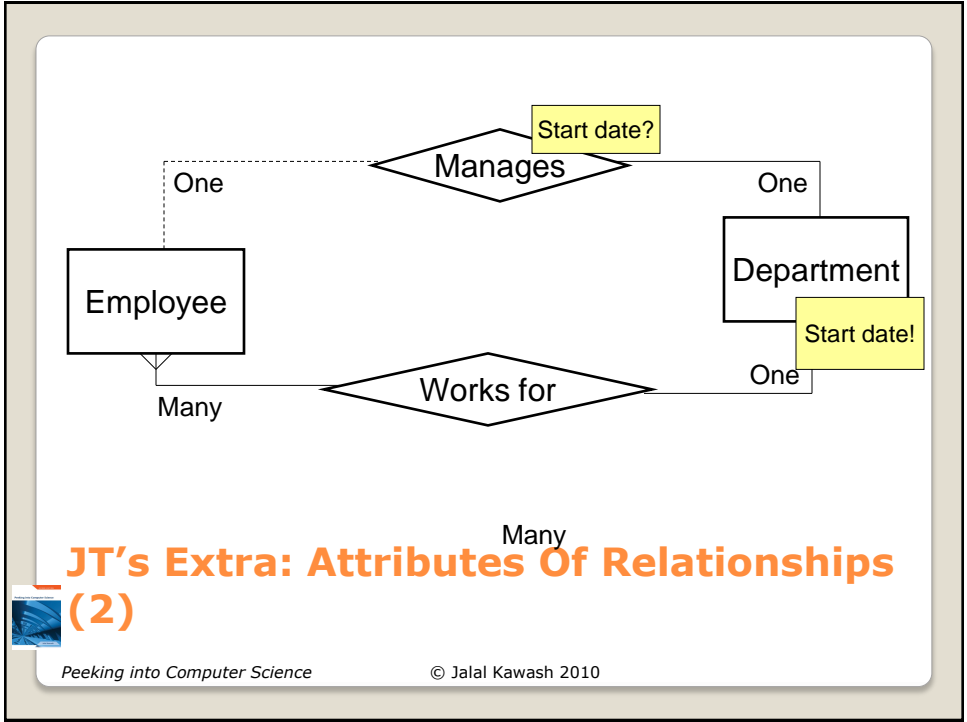 Start date?
Manages
One
One
Department
Employee
Start date!
One
Works for
Many
Many
JT’s Extra: Attributes Of Relationships
(2)
Peeking into Computer Science
© Jalal Kawash 2010